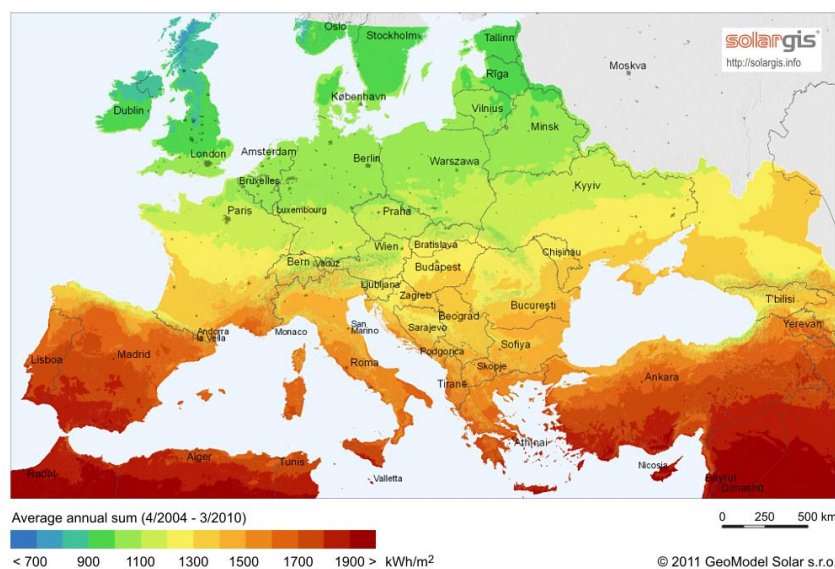 Oslo
Stockholm
Tallinn
Rīga
Moskva
solargis
http://solargis.info
København
Vilnius
Minsk
Dublin
London
Amsterdam
Berlin
Warszawa
Bruxelles
Kyyiv
Paris
Luxembourg
Praha
Wien
Bratislava
Chişinău
Bern
Vaduz
Budapest
Ljubljana
Zagreb
Beograd
Bucureşti
T'bilisi
Yerevan
San
Marino
Sarajevo
Andorra
la Vella
Monaco
Podgorica
Sofiya
Skopje
Lisboa
Madrid
Roma
Tiranë
Ankara
Athínai
Alger
Tunis
Rabat
Valletta
Nicosia
Bayrut
Dimashq
Average annual sum (4/2004 - 3/2010)
0 250 500 km
< 700 900 1100 1300 1500 1700 1900 > kWh/m²
© 2011 GeoModel Solar s.r.o.